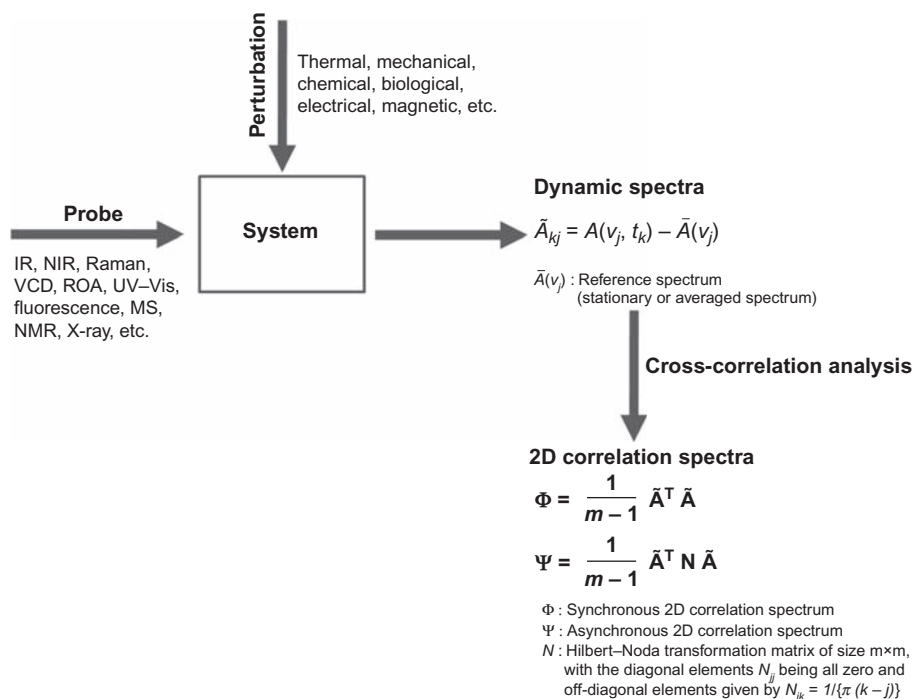 Perturbation
Thermal, mechanical,
chemical, biological,
electrical, magnetic, etc.
Probe
IR, NIR, Raman,
VCD, ROA, UV–Vis,
fluorescence, MS,
NMR, X-ray, etc.
System
Dynamic spectra
Ã_kj = A(v_j, t_k) – Ā(v_j)
Ā(v_j) : Reference spectrum
(stationary or averaged spectrum)
Cross-correlation analysis
2D correlation spectra
Φ = 1/(m – 1) Ã^T Ã
Ψ = 1/(m – 1) Ã^T N Ã
Φ : Synchronous 2D correlation spectrum
Ψ : Asynchronous 2D correlation spectrum
N : Hilbert–Noda transformation matrix of size m×m,
with the diagonal elements N_jj being all zero and
off-diagonal elements given by N_jk = 1/{π (k – j)}